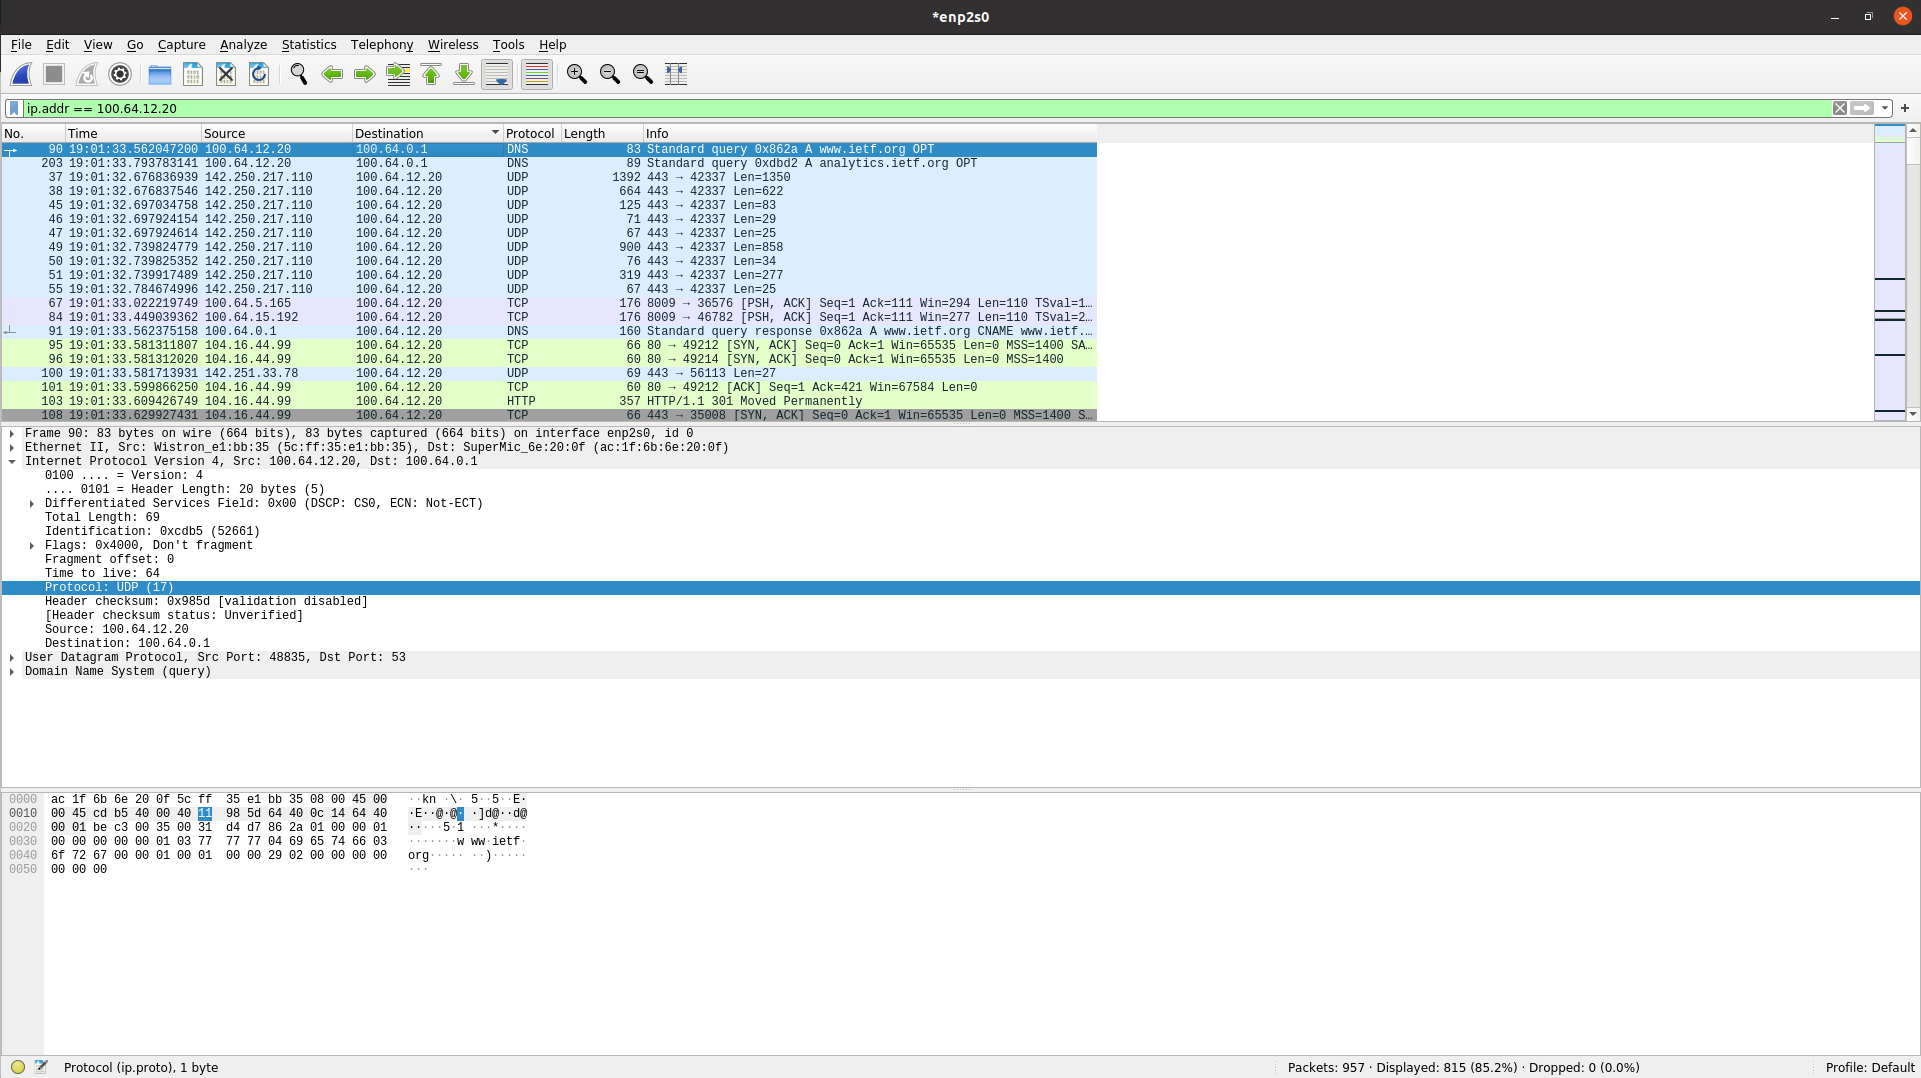 *enp2s0
File Edit View Go Capture Analyze Statistics Telephony Wireless Tools Help
ip.addr == 100.64.12.20
No. Time Source Destination Protocol Length Info
90 19:01:33.562047200 100.64.12.20 100.64.0.1 DNS 83 Standard query 0x862a A www.ietf.org OPT
203 19:01:33.793783141 100.64.12.20 100.64.0.1 DNS 89 Standard query 0xdbd2 A analytics.ietf.org OPT
37 19:01:32.676836939 142.250.217.110 100.64.12.20 UDP 1392 443 → 42337 Len=1350
38 19:01:32.676837546 142.250.217.110 100.64.12.20 UDP 664 443 → 42337 Len=622
45 19:01:32.697034758 142.250.217.110 100.64.12.20 UDP 125 443 → 42337 Len=83
46 19:01:32.697924154 142.250.217.110 100.64.12.20 UDP 71 443 → 42337 Len=29
47 19:01:32.697924614 142.250.217.110 100.64.12.20 UDP 67 443 → 42337 Len=25
49 19:01:32.739824779 142.250.217.110 100.64.12.20 UDP 900 443 → 42337 Len=858
50 19:01:32.739825352 142.250.217.110 100.64.12.20 UDP 76 443 → 42337 Len=34
51 19:01:32.739917489 142.250.217.110 100.64.12.20 UDP 319 443 → 42337 Len=277
55 19:01:32.784674996 142.250.217.110 100.64.12.20 UDP 67 443 → 42337 Len=25
67 19:01:33.022219749 100.64.5.165 100.64.12.20 TCP 176 8009 → 36576 [PSH, ACK] Seq=1 Ack=111 Win=294 Len=110 TSval=1…
84 19:01:33.449039362 100.64.15.192 100.64.12.20 TCP 176 8009 → 46782 [PSH, ACK] Seq=1 Ack=111 Win=277 Len=110 TSval=2…
91 19:01:33.562375158 100.64.0.1 100.64.12.20 DNS 160 Standard query response 0x862a A www.ietf.org CNAME www.ietf.…
95 19:01:33.581311807 104.16.44.99 100.64.12.20 TCP 66 80 → 49212 [SYN, ACK] Seq=0 Ack=1 Win=65535 Len=0 MSS=1400 SA…
96 19:01:33.581312020 104.16.44.99 100.64.12.20 TCP 60 80 → 49214 [SYN, ACK] Seq=0 Ack=1 Win=65535 Len=0 MSS=1400
100 19:01:33.581713931 142.251.33.78 100.64.12.20 UDP 69 443 → 56113 Len=27
101 19:01:33.599866250 104.16.44.99 100.64.12.20 TCP 60 80 → 49212 [ACK] Seq=1 Ack=421 Win=67584 Len=0
103 19:01:33.609426749 104.16.44.99 100.64.12.20 HTTP 357 HTTP/1.1 301 Moved Permanently
108 19:01:33.629927431 104.16.44.99 100.64.12.20 TCP 66 443 → 35008 [SYN, ACK] Seq=0 Ack=1 Win=65535 Len=0 MSS=1400 S…
Frame 90: 83 bytes on wire (664 bits), 83 bytes captured (664 bits) on interface enp2s0, id 0
Ethernet II, Src: Wistron_e1:bb:35 (5c:ff:35:e1:bb:35), Dst: SuperMic_6e:20:0f (ac:1f:6b:6e:20:0f)
Internet Protocol Version 4, Src: 100.64.12.20, Dst: 100.64.0.1
0100 .... = Version: 4
.... 0101 = Header Length: 20 bytes (5)
Differentiated Services Field: 0x00 (DSCP: CS0, ECN: Not-ECT)
Total Length: 69
Identification: 0xcdb5 (52661)
Flags: 0x4000, Don't fragment
Fragment offset: 0
Time to live: 64
Protocol: UDP (17)
Header checksum: 0x985d [validation disabled]
[Header checksum status: Unverified]
Source: 100.64.12.20
Destination: 100.64.0.1
User Datagram Protocol, Src Port: 48835, Dst Port: 53
Domain Name System (query)
0000 ac 1f 6b 6e 20 0f 5c ff 35 e1 bb 35 08 00 45 00 ··kn ·\· 5··5··E·
0010 00 45 cd b5 40 00 40 11 98 5d 64 40 0c 14 64 40 ·E··@·@· ·]d@··d@
0020 00 01 be c3 00 35 00 31 d4 d7 86 2a 01 00 00 01 ·····5·1 ···*····
0030 00 00 00 00 00 01 03 77 77 77 04 69 65 74 66 03 ·······w ww·ietf·
0040 6f 72 67 00 00 01 00 01 00 00 29 02 00 00 00 00 org····· ··)·····
0050 00 00 00 ···
Protocol (ip.proto), 1 byte Packets: 957 · Displayed: 815 (85.2%) · Dropped: 0 (0.0%) Profile: Default